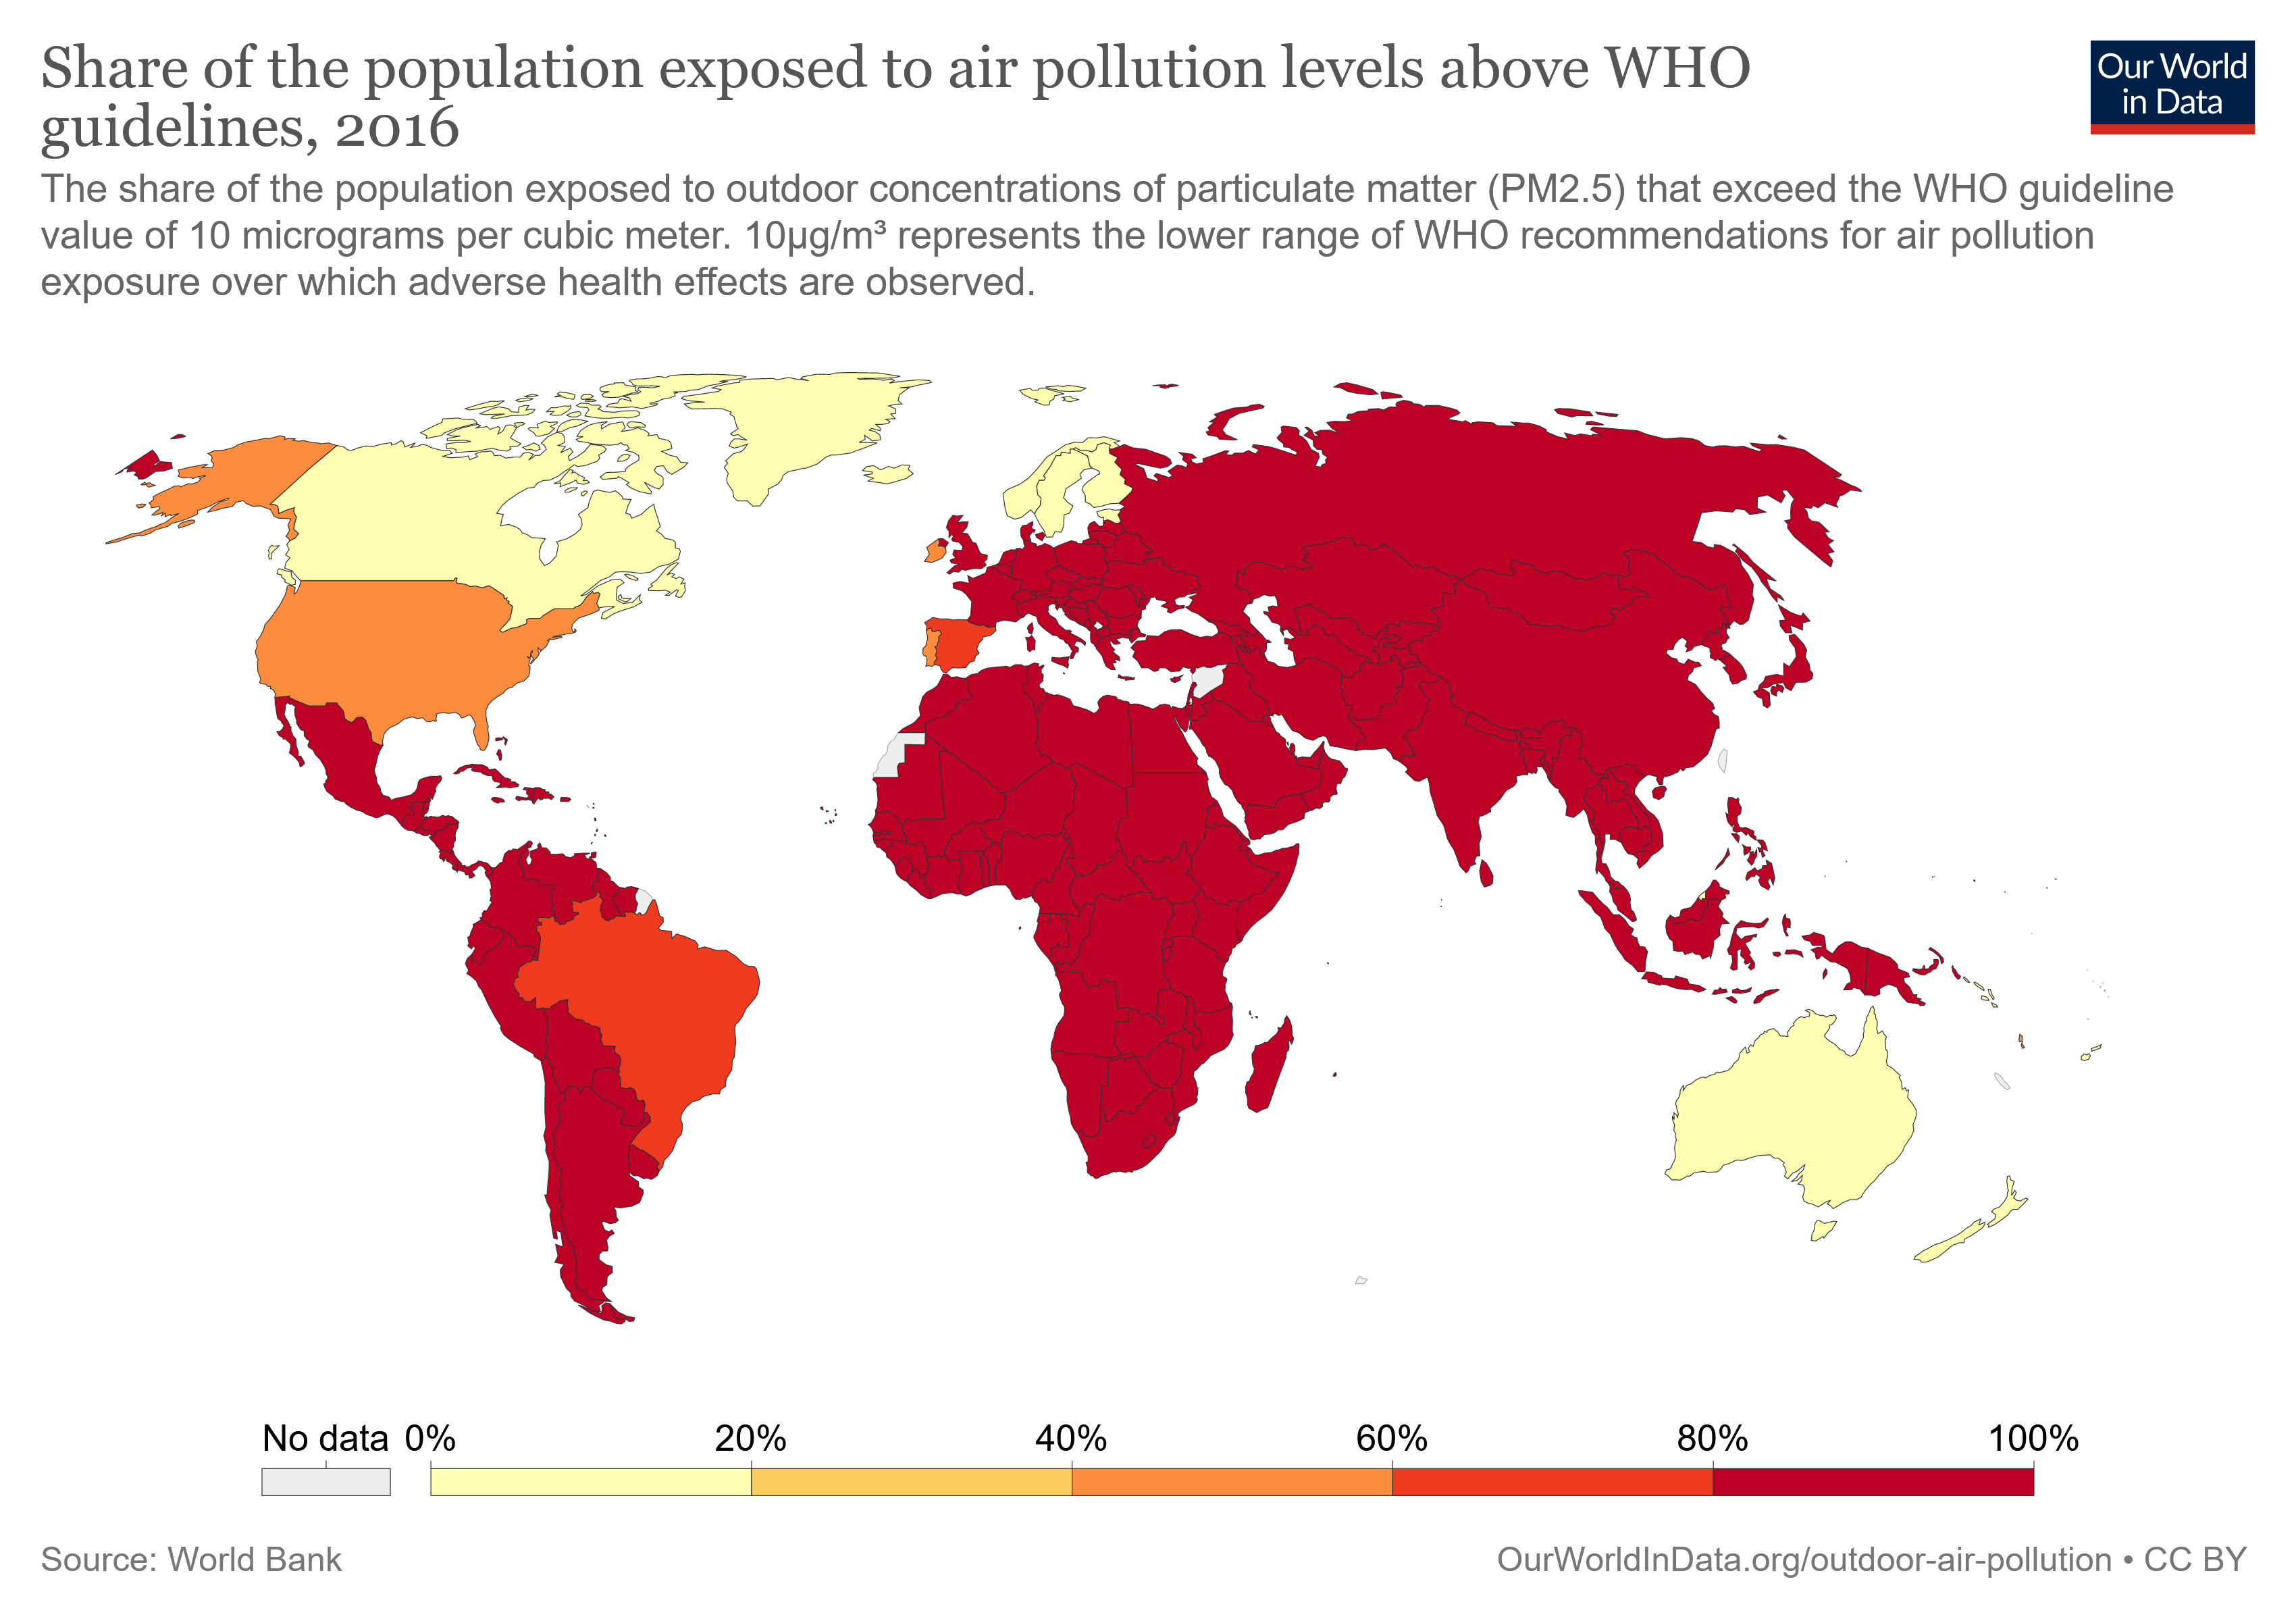 Share of the population exposed to air pollution levels above WHO
guidelines, 2016
Our World
in Data
The share of the population exposed to outdoor concentrations of particulate matter (PM2.5) that exceed the WHO guideline
value of 10 micrograms per cubic meter. 10µg/m³ represents the lower range of WHO recommendations for air pollution
exposure over which adverse health effects are observed.
No data 0% 20% 40% 60% 80% 100%
Source: World Bank
OurWorldInData.org/outdoor-air-pollution • CC BY